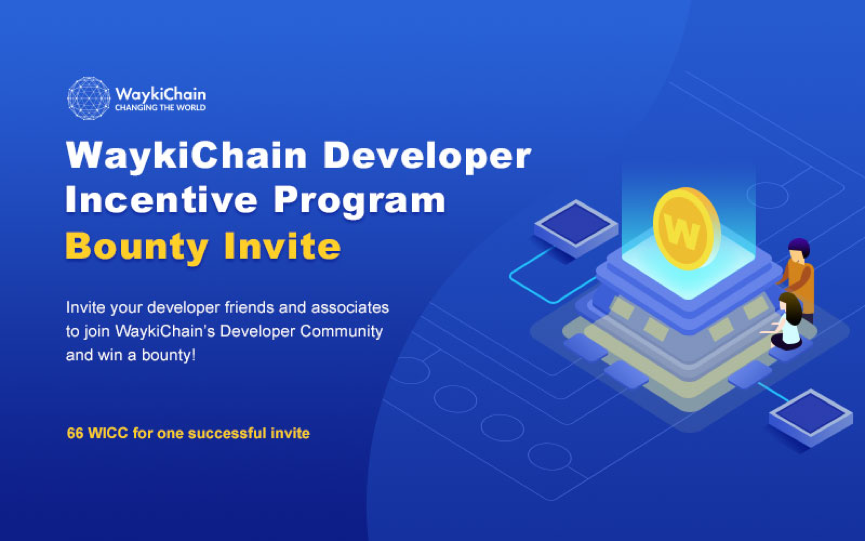 WaykiChain
CHANGING THE WORLD
WaykiChain Developer
Incentive Program
Bounty Invite
Invite your developer friends and associates
to join WaykiChain's Developer Community
and win a bounty!
66 WICC for one successful invite
W